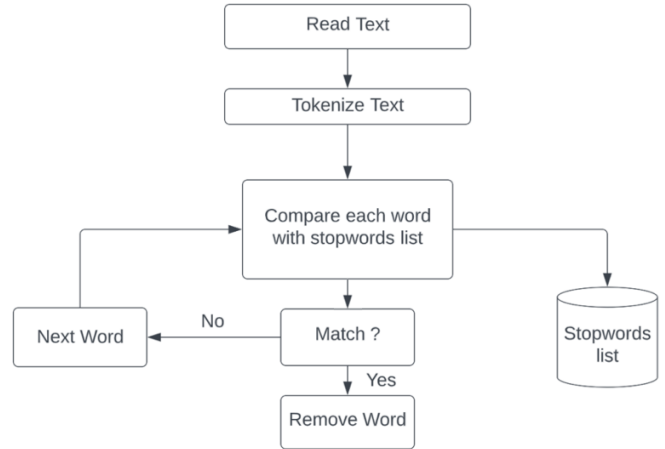 Read Text
Tokenize Text
Compare each word
with stopwords list
Next Word
No
Match ?
Stopwords
list
Yes
Remove Word